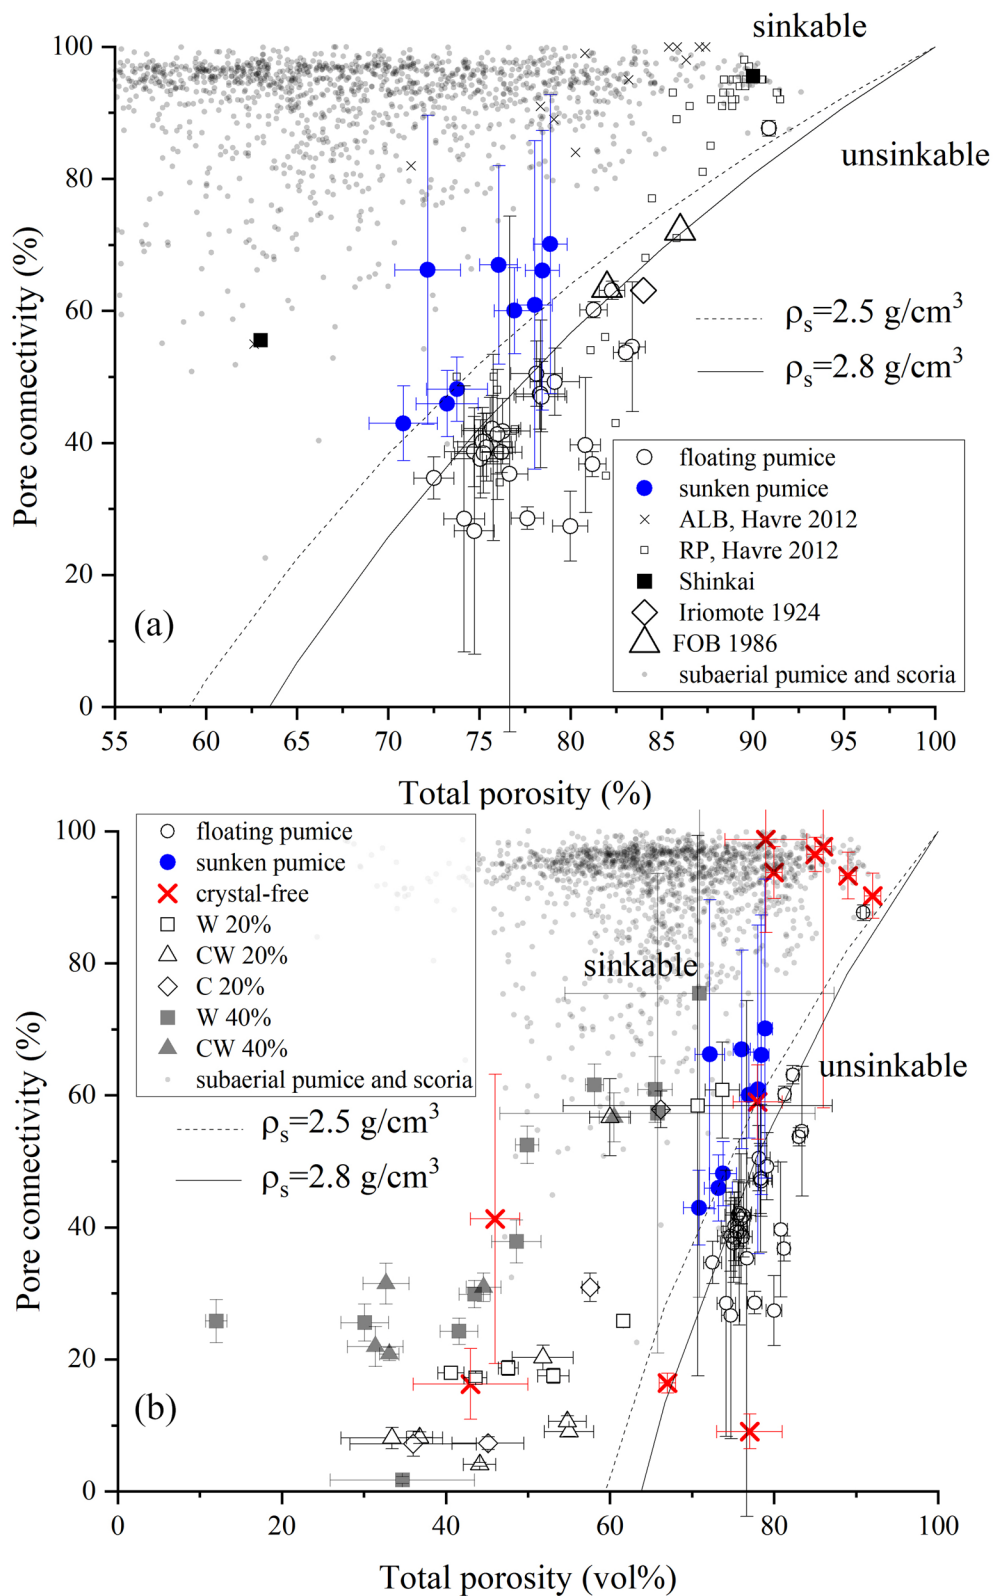 sinkable
unsinkable
100
80
60
40
20
0
Pore connectivity (%)
ρs=2.5 g/cm³
ρs=2.8 g/cm³
floating pumice
sunken pumice
ALB, Havre 2012
RP, Havre 2012
Shinkai
Iriomote 1924
FOB 1986
subaerial pumice and scoria
(a)
55 60 65 70 75 80 85 90 95 100
Total porosity (%)
100
80
60
40
20
0
Pore connectivity (%)
floating pumice
sunken pumice
crystal-free
W 20%
CW 20%
C 20%
W 40%
CW 40%
subaerial pumice and scoria
ρs=2.5 g/cm³
ρs=2.8 g/cm³
sinkable
unsinkable
(b)
0 20 40 60 80 100
Total porosity (vol%)